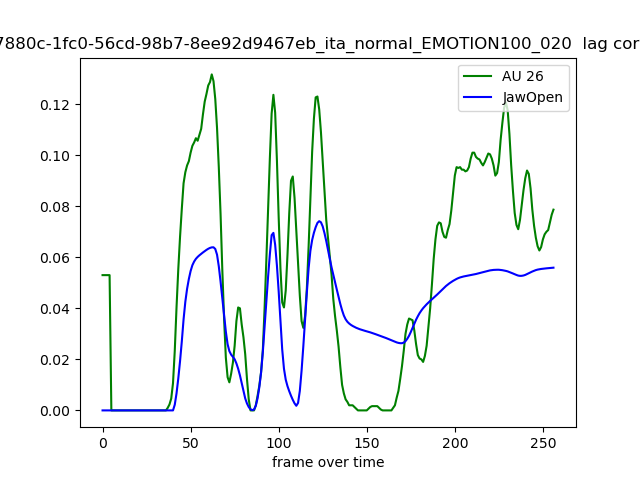 7880c-1fc0-56cd-98b7-8ee92d9467eb_ita_normal_EMOTION100_020 lag cor
AU 26
JawOpen
0.12
0.10
0.08
0.06
0.04
0.02
0.00
0 50 100 150 200 250
frame over time